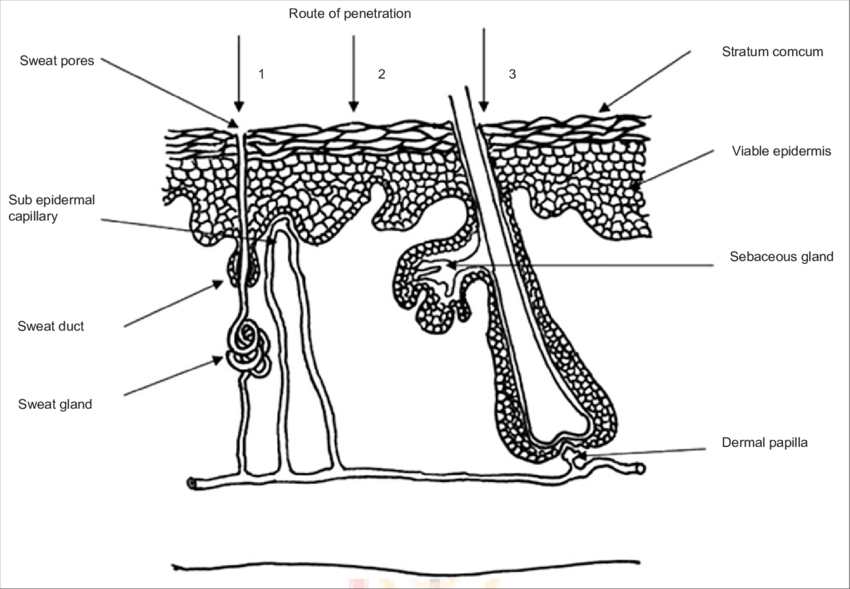 Route of penetration
Sweat pores
1
2
3
Stratum comcum
Viable epidermis
Sub epidermal
capillary
Sebaceous gland
Sweat duct
Sweat gland
Dermal papilla